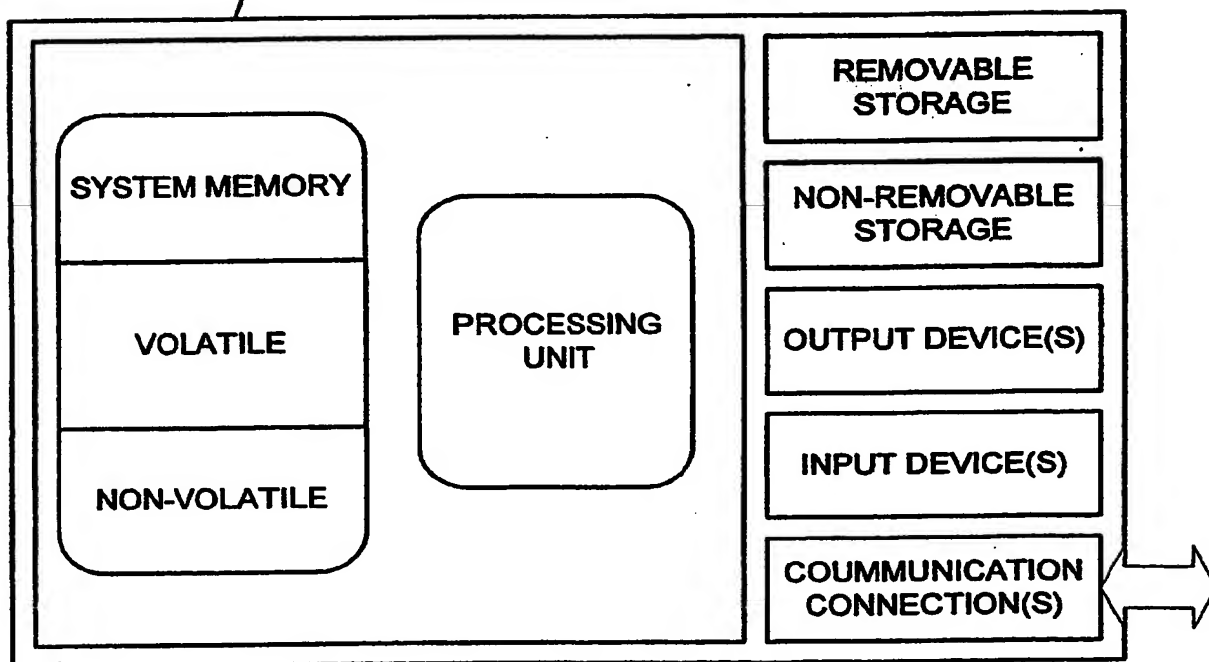 SYSTEM MEMORY
VOLATILE
NON-VOLATILE
PROCESSING
UNIT
REMOVABLE
STORAGE
NON-REMOVABLE
STORAGE
OUTPUT DEVICE(S)
INPUT DEVICE(S)
COUMMUNICATION
CONNECTION(S)